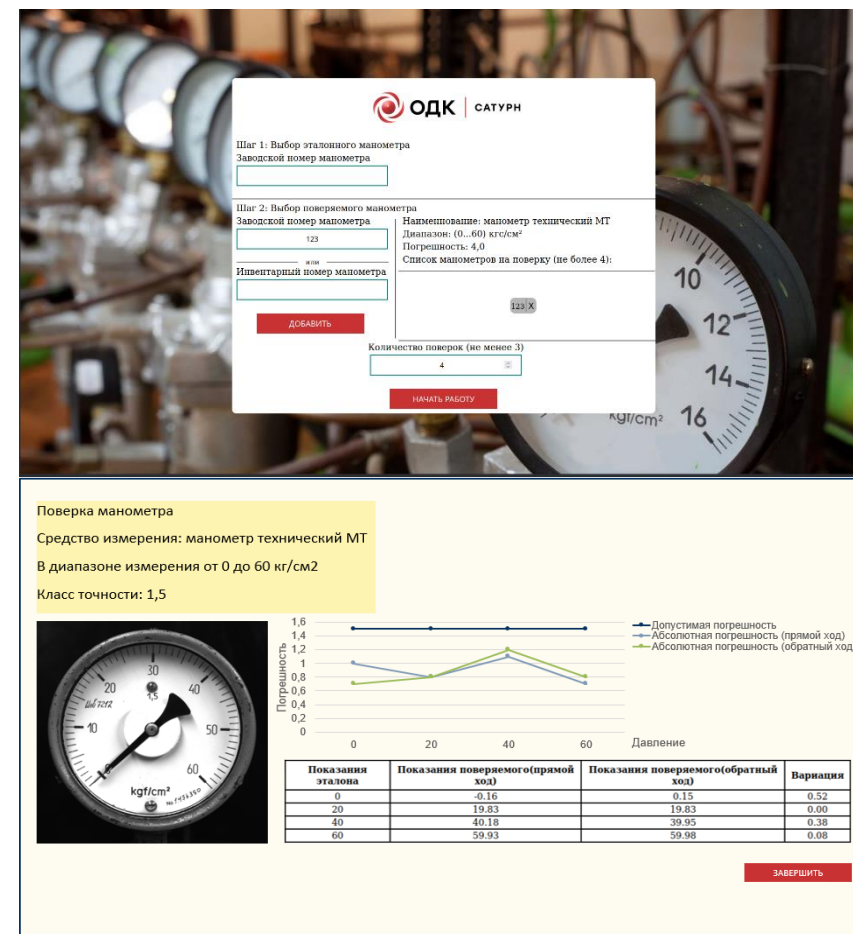 ОДК | САТУРН
Шаг 1: Выбор эталонного манометра
Заводской номер манометра
Шаг 2: Выбор поверяемого манометра
Заводской номер манометра
123
или
Инвентарный номер манометра
ДОБАВИТЬ
Наименнование: манометр технический МТ
Диапазон: (0...60) кгс/см²
Погрешность: 4,0
Список манометров на поверку (не более 4):
123 X
Количество поверок (не менее 3)
4
НАЧАТЬ РАБОТУ
10
12
14
16
kgf/cm²
Поверка манометра
Средство измерения: манометр технический МТ
В диапазоне измерения от 0 до 60 кг/см2
Класс точности: 1,5
0
10
20
30
40
50
60
1,5
kgf/cm²
1,6
1,4
1,2
1
0,8
0,6
0,4
0,2
0
Погрешность
0 20 40 60 Давление
Допустимая погрешность
Абсолютная погрешность (прямой ход)
Абсолютная погрешность (обратный ход
Показания эталона Показания поверяемого(прямой ход) Показания поверяемого(обратный ход) Вариация
0 -0.16 0.15 0.52
20 19.83 19.83 0.00
40 40.18 39.95 0.38
60 59.93 59.98 0.08
ЗАВЕРШИТЬ